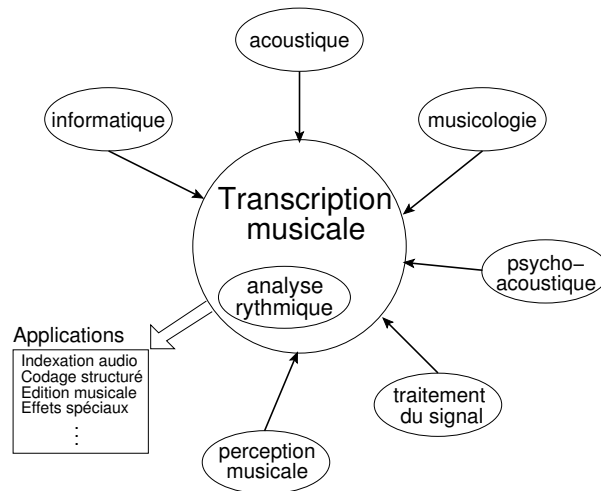 acoustique
informatique
musicologie
Transcription
musicale
psycho-
acoustique
analyse
rythmique
Applications
Indexation audio
Codage structuré
Edition musicale
Effets spéciaux
⋮
traitement
du signal
perception
musicale